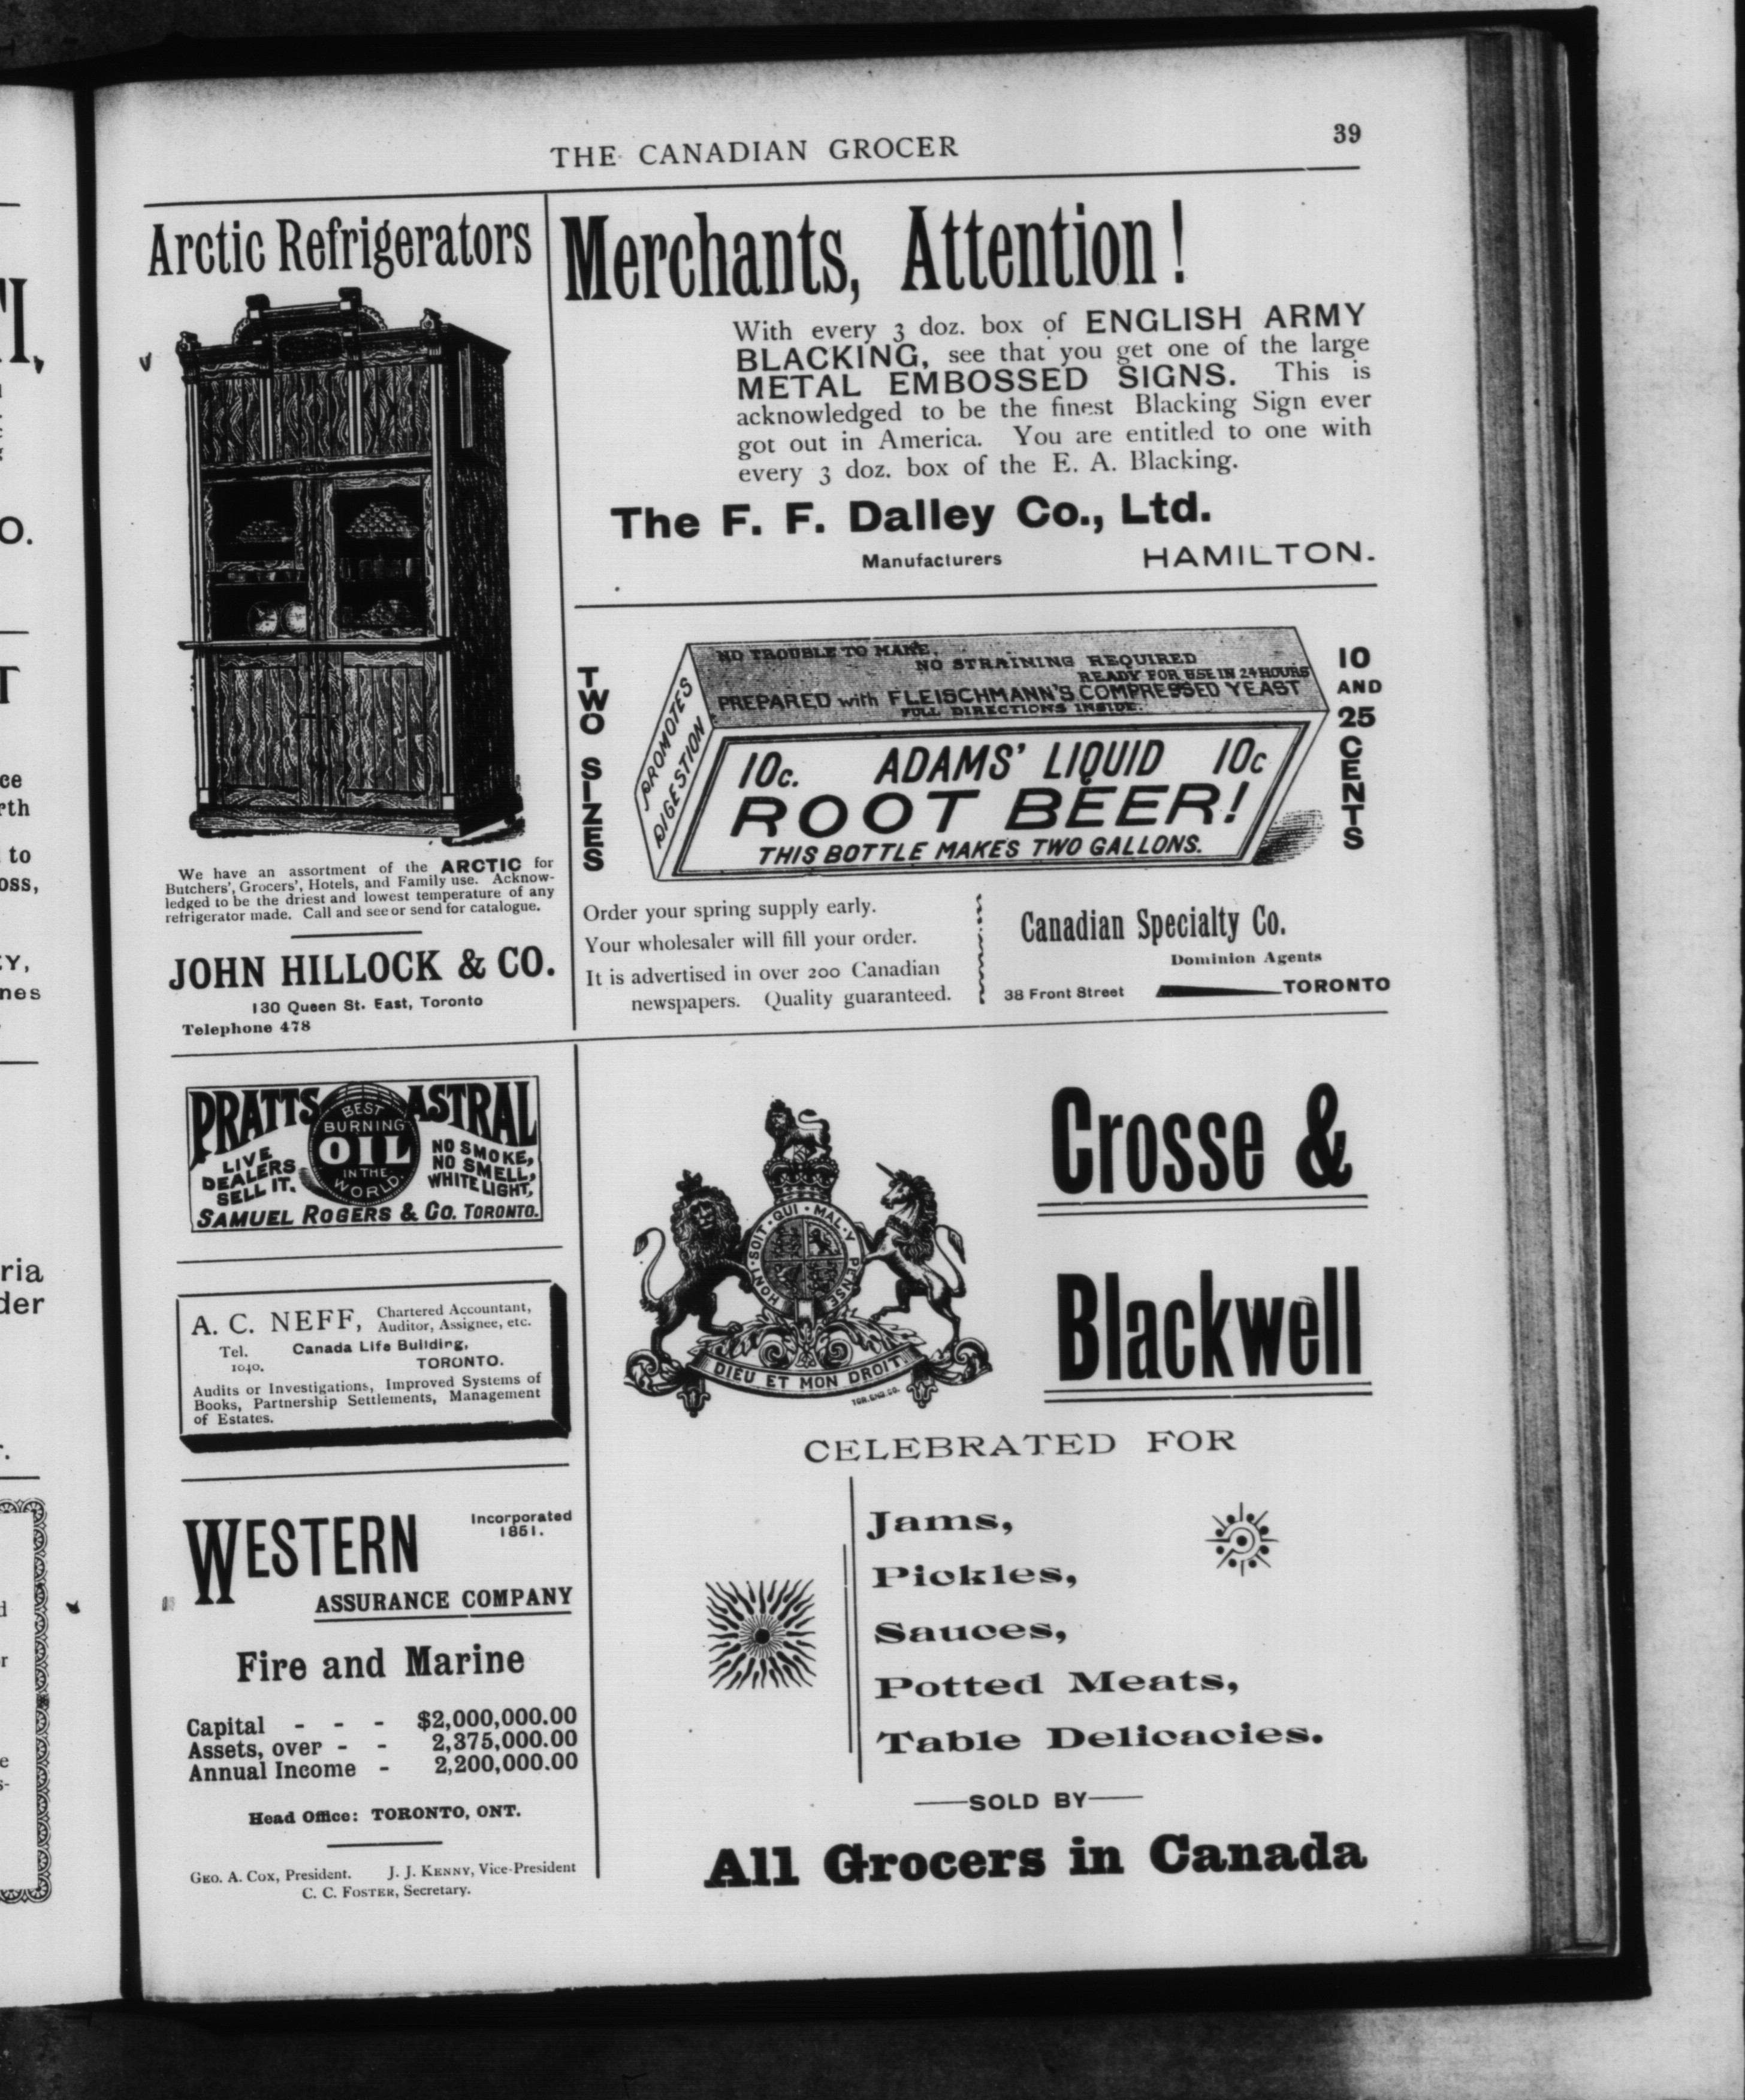 THE CANADIAN GROCER
39
Arctic Refrigerators
We have an assortment of the ARCTIC for
Butchers', Grocers', Hotels, and Family use. Acknow-
ledged to be the driest and lowest temperature of any
refrigerator made. Call and see or send for catalogue.
JOHN HILLOCK & CO.
130 Queen St. East, Toronto
Telephone 478
Merchants, Attention!
With every 3 doz. box of ENGLISH ARMY
BLACKING, see that you get one of the large
METAL EMBOSSED SIGNS. This is
acknowledged to be the finest Blacking Sign ever
got out in America. You are entitled to one with
every 3 doz. box of the E. A. Blacking.
The F. F. Dalley Co., Ltd.
Manufacturers HAMILTON.
TWO SIZES
NO TROUBLE TO MAKE.
NO STRAINING REQUIRED
READY FOR USE IN 24 HOURS
PREPARED with FLEISCHMANN'S COMPRESSED YEAST
FULL DIRECTIONS INSIDE.
PROMOTES
DIGESTION
10c. ADAMS' LIQUID 10c
ROOT BEER!
THIS BOTTLE MAKES TWO GALLONS.
10
AND
25
CENTS
Order your spring supply early.
Your wholesaler will fill your order.
It is advertised in over 200 Canadian
newspapers. Quality guaranteed.
Canadian Specialty Co.
Dominion Agents
38 Front Street TORONTO
PRATTS ASTRAL
BEST
BURNING
OIL
IN THE
WORLD.
LIVE
DEALERS
SELL IT.
NO SMOKE,
NO SMELL,
WHITE LIGHT,
SAMUEL ROGERS & CO. TORONTO.
A. C. NEFF, Chartered Accountant,
Auditor, Assignee, etc.
Tel. Canada Life Building,
1040. TORONTO.
Audits or Investigations, Improved Systems of
Books, Partnership Settlements, Management
of Estates.
WESTERN
Incorporated
1851.
ASSURANCE COMPANY
Fire and Marine
Capital - - - $2,000,000.00
Assets, over - - 2,375,000.00
Annual Income - 2,200,000.00
Head Office: TORONTO, ONT.
GEO. A. COX, President. J. J. KENNY, Vice-President
C. C. FOSTER, Secretary.
HONI·SOIT·QUI·MAL·Y PENSE
DIEU ET MON DROIT
TOR. ENG. CO.
Crosse &
Blackwell
CELEBRATED FOR
Jams,
Pickles,
Sauces,
Potted Meats,
Table Delicacies.
SOLD BY
All Grocers in Canada